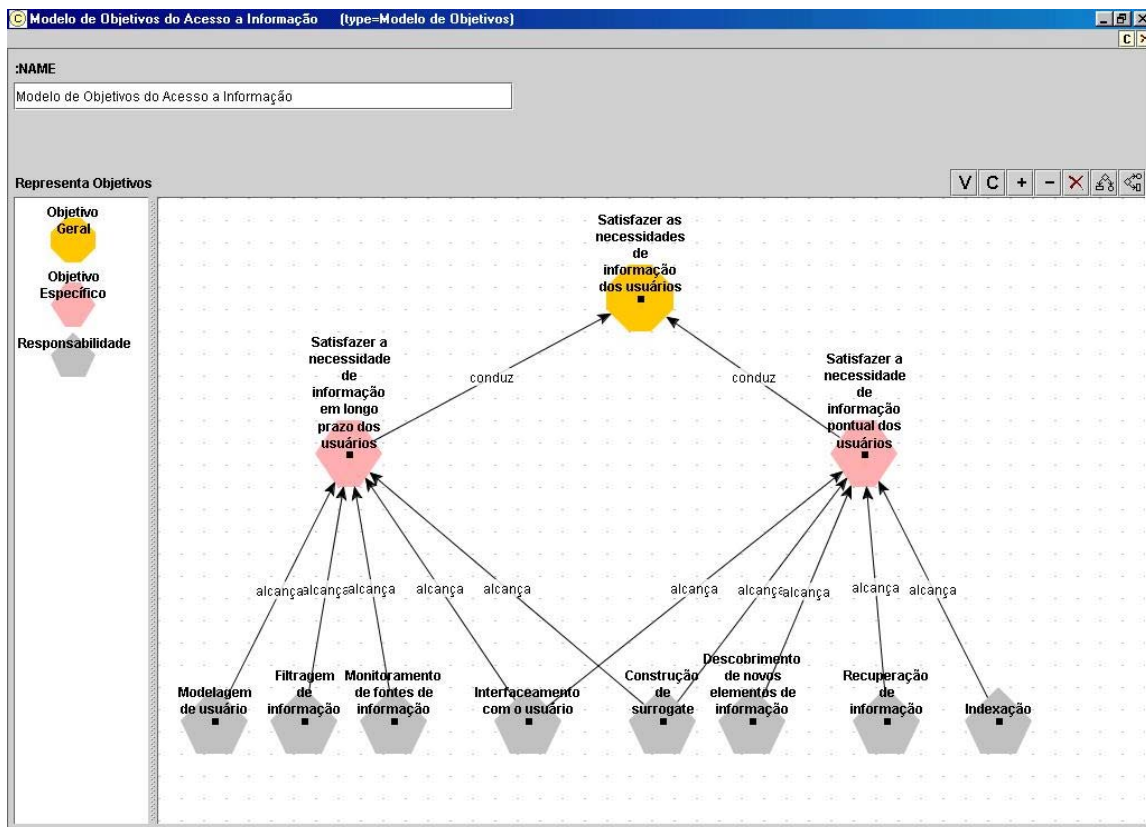 Modelo de Objetivos do Acesso a Informação (type=Modelo de Objetivos)
C
:NAME
Modelo de Objetivos do Acesso a Informação
Representa Objetivos
V C + −
Objetivo
Geral
Objetivo
Específico
Responsabilidade
Satisfazer as
necessidades
de
informação
dos usuários
Satisfazer a
necessidade
de
informação
em longo
prazo dos
usuários
Satisfazer a
necessidade
de
informação
pontual dos
usuários
conduz
conduz
alcança
alcança
alcança
alcança
alcança
alcança
alcança
alcança
alcança
alcança
Modelagem
de usuário
Filtragem
de
informação
Monitoramento
de fontes de
informação
Interfaceamento
com o usuário
Construção
de
surrogate
Descobrimento
de novos
elementos de
informação
Recuperação
de
informação
Indexação